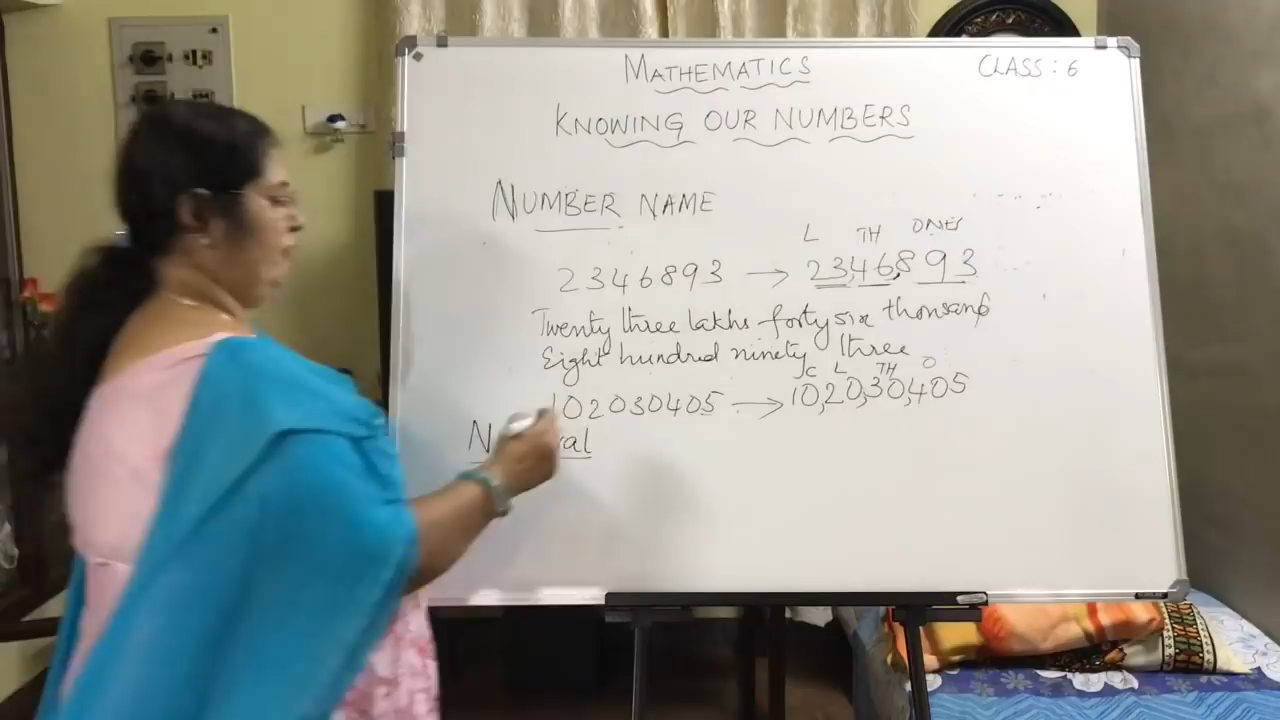 MATHEMATICS
CLASS : 6
KNOWING OUR NUMBERS
NUMBER NAME
L TH ONES
2346893 → 23,46,893
Twenty three lakhs forty six thousand
Eight hundred ninety three
C L TH O
102030405 → 10,20,30,405